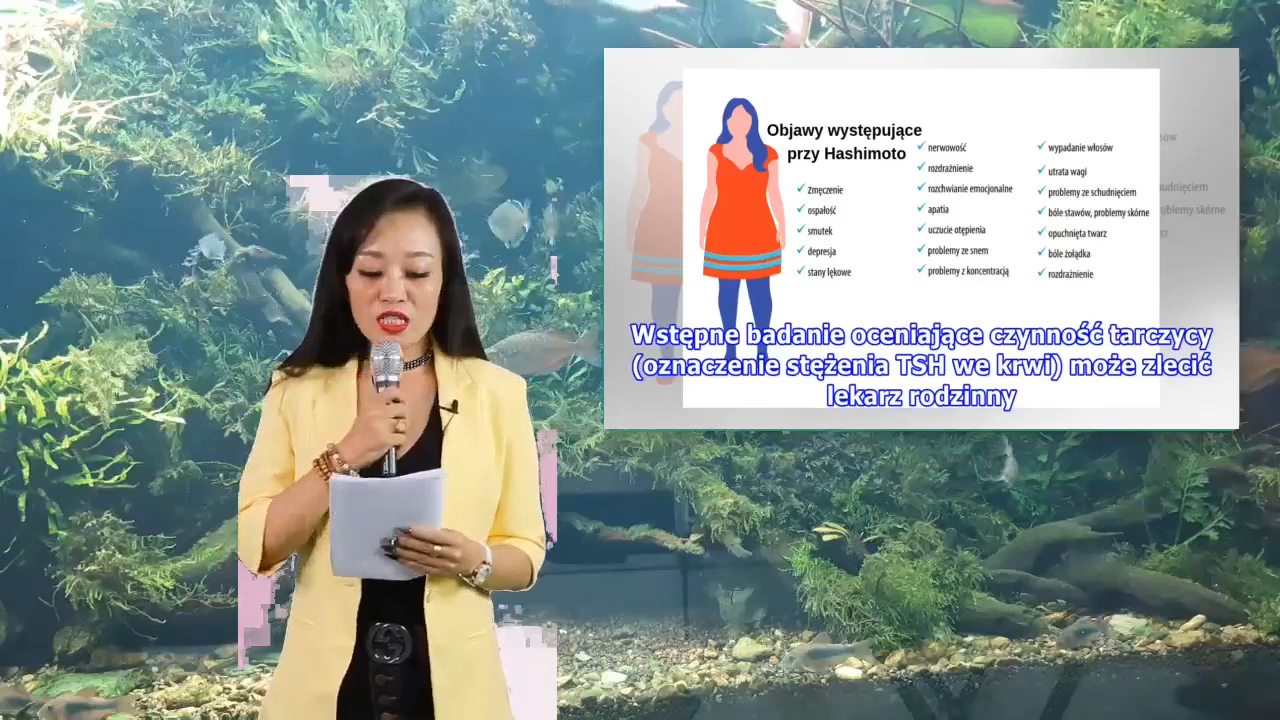 Objawy występujące
przy Hashimoto
Zmęczenie
ospałość
smutek
depresja
stany lękowe
nerwowość
rozdrażnienie
rozchwianie emocjonalne
apatia
uczucie otępienia
problemy ze snem
problemy z koncentracją
wypadanie włosów
utrata wagi
problemy ze schudnięciem
bóle stawów, problemy skórne
opuchnięta twarz
bóle żołądka
rozdrażnienie
Wstępne badanie oceniające czynność tarczycy
(oznaczenie stężenia TSH we krwi) może zlecić
lekarz rodzinny